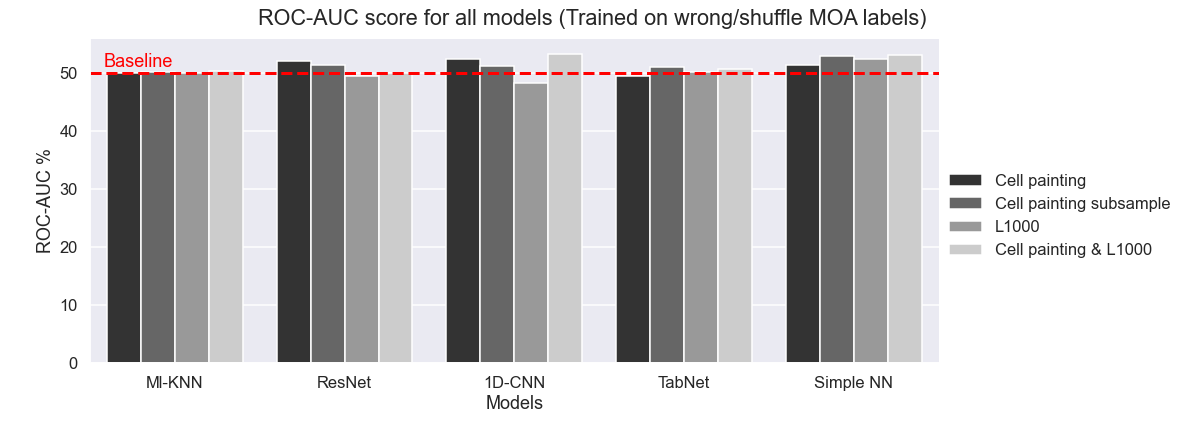 ROC-AUC score for all models (Trained on wrong/shuffle MOA labels)
Baseline
50
40
30
20
10
0
ROC-AUC %
Ml-KNN
ResNet
1D-CNN
TabNet
Simple NN
Models
Cell painting
Cell painting subsample
L1000
Cell painting & L1000